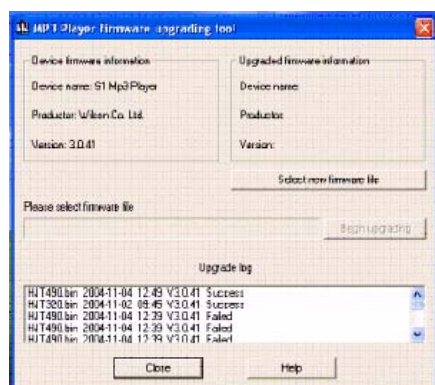 MP3 Player firmware upgrading tool
Device firmware information
Device name: S1 Mp3 Player
Productor: Wilson Co. Ltd.
Version: 3.0.41
Upgraded firmware information
Device name:
Productor:
Version:
Select new firmware file
Please select firmware file
Begin upgrading
Upgrade log
HJT490.bin 2004-11-04 12:49 V3.0.41 Success
HJT320.bin 2004-11-02 09:45 V3.0.41 Success
HJT490.bin 2004-11-04 12:39 V3.0.41 Failed
HJT490.bin 2004-11-04 12:39 V3.0.41 Failed
HJT490.bin 2004-11-04 12:39 V3.0.41 Failed
Close
Help